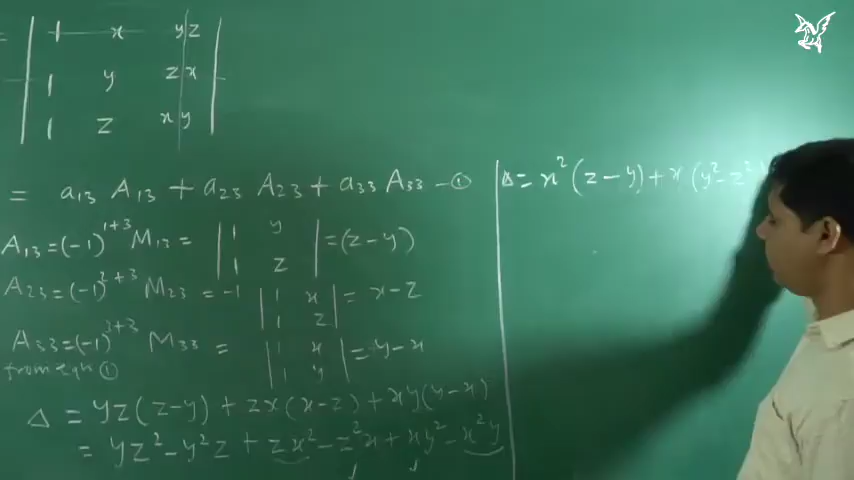 = | 1 x yz |
| 1 y zx |
| 1 z xy |
= a₁₃ A₁₃ + a₂₃ A₂₃ + a₃₃ A₃₃ — ①
A₁₃ = (-1)¹⁺³ M₁₃ = | 1 y | = (z - y)
| 1 z |
A₂₃ = (-1)²⁺³ M₂₃ = -1 | 1 x | = x - z
| 1 z |
A₃₃ = (-1)³⁺³ M₃₃ = | 1 x | = y - x
| 1 y |
from eqn ①
Δ = yz(z-y) + zx(x-z) + xy(y-x)
= yz² - y²z + zx² - z²x + xy² - x²y
Δ = x²(z - y) + x(y² - z²